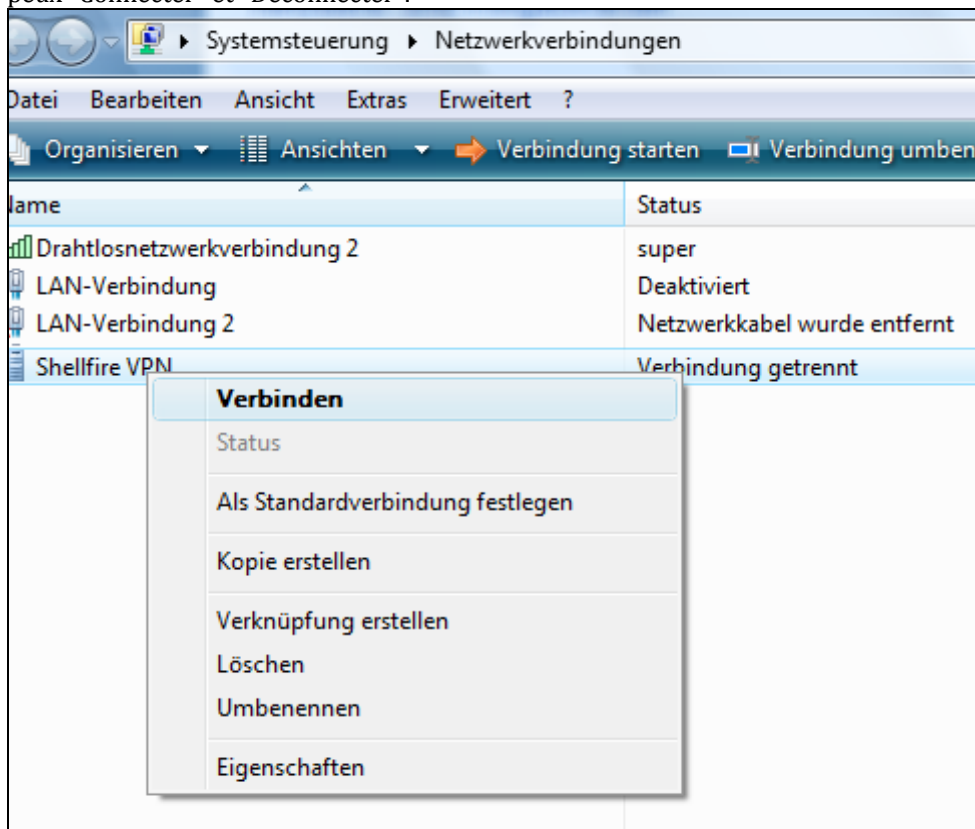 Systemsteuerung Netzwerkverbindungen
Datei Bearbeiten Ansicht Extras Erweitert ?
Organisieren Ansichten Verbindung starten Verbindung umben
Name Status
Drahtlosnetzwerkverbindung 2 super
LAN-Verbindung Deaktiviert
LAN-Verbindung 2 Netzwerkkabel wurde entfernt
Shellfire VPN Verbindung getrennt
Verbinden
Status
Als Standardverbindung festlegen
Kopie erstellen
Verknüpfung erstellen
Löschen
Umbenennen
Eigenschaften